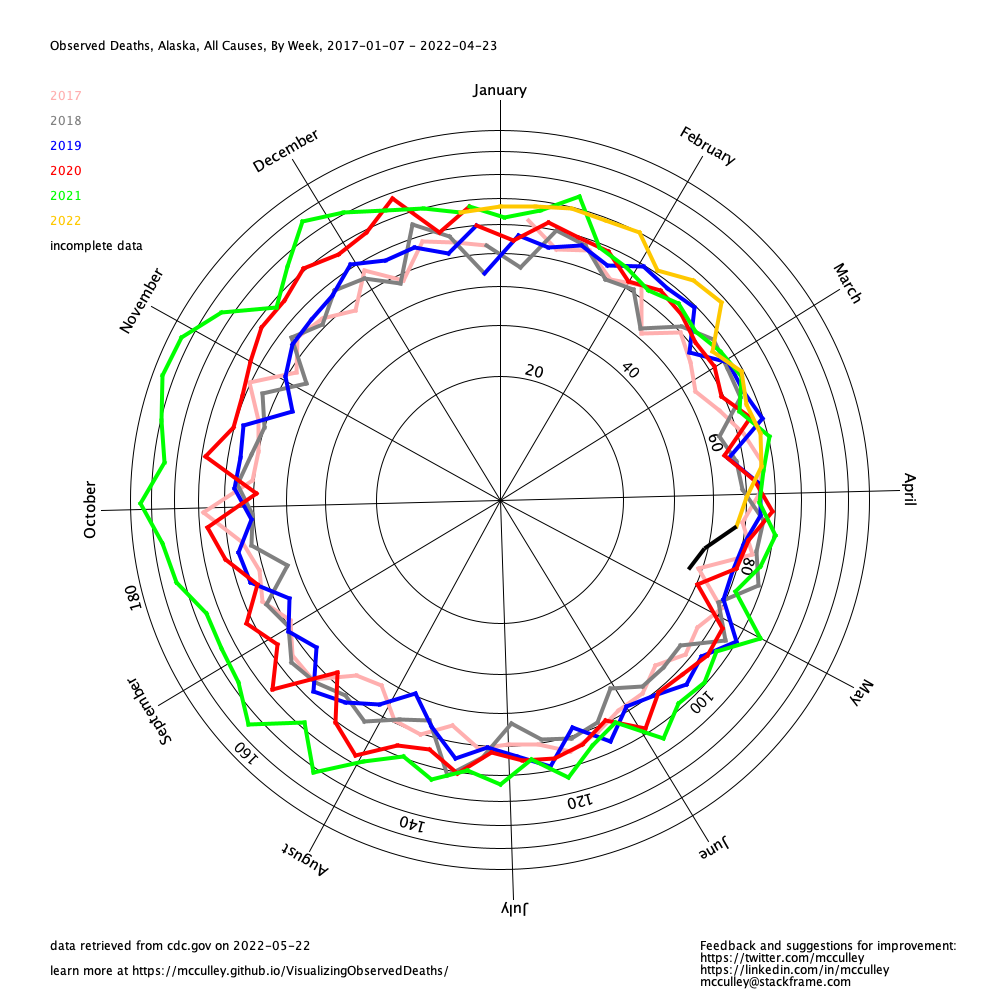 Observed Deaths, Alaska, All Causes, By Week, 2017-01-07 - 2022-04-23
January
2017
2018
2019
2020
2021
2022
incomplete data
December
February
November
March
20
40
60
October
April
80
180
September
May
100
160
120
140
August
June
July
data retrieved from cdc.gov on 2022-05-22
learn more at https://mcculley.github.io/VisualizingObservedDeaths/
Feedback and suggestions for improvement:
https://twitter.com/mcculley
https://linkedin.com/in/mcculley
mcculley@stackframe.com